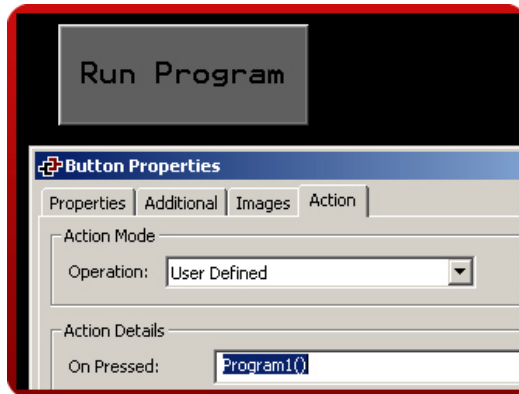 Run Program
Button Properties
Properties Additional Images Action
Action Mode
Operation: User Defined
Action Details
On Pressed: Program1()